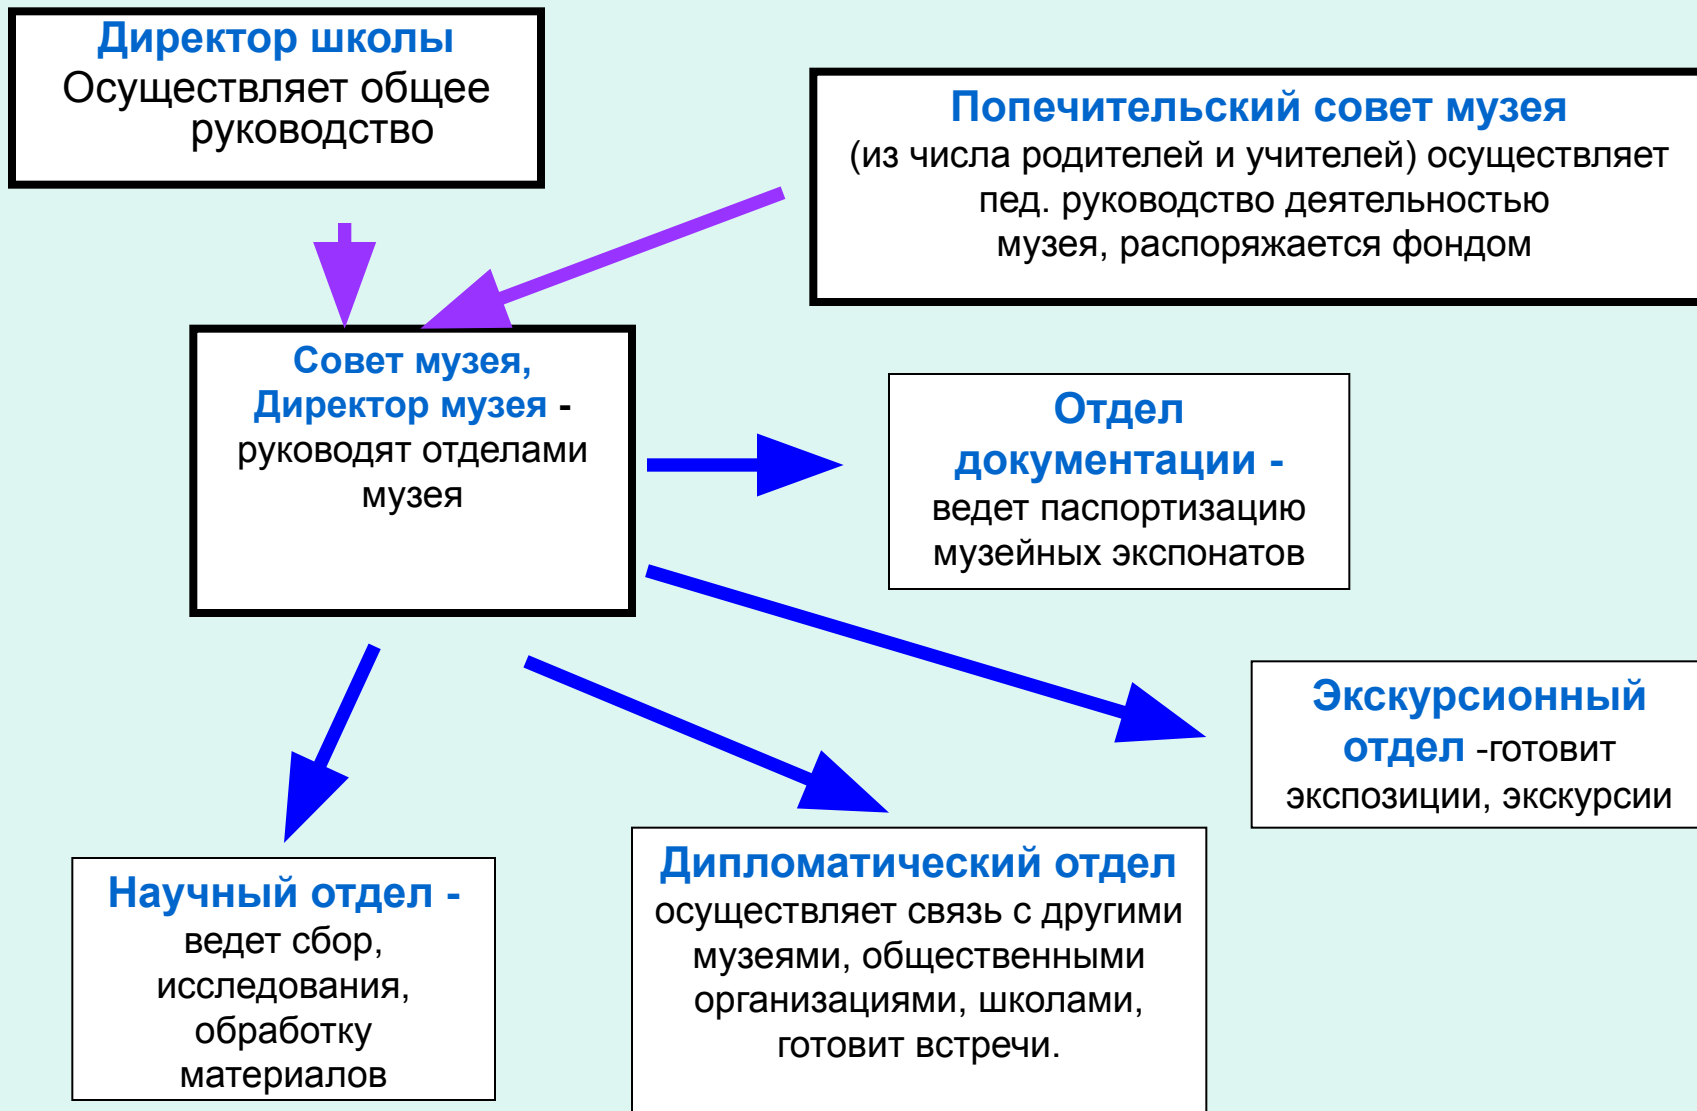 Директор школы
Осуществляет общее
руководство
Попечительский совет музея
(из числа родителей и учителей) осуществляет
пед. руководство деятельностью
музея, распоряжается фондом
Совет музея,
Директор музея -
руководят отделами
музея
Отдел
документации -
ведет паспортизацию
музейных экспонатов
Экскурсионный
отдел -готовит
экспозиции, экскурсии
Научный отдел -
ведет сбор,
исследования,
обработку
материалов
Дипломатический отдел
осуществляет связь с другими
музеями, общественными
организациями, школами,
готовит встречи.